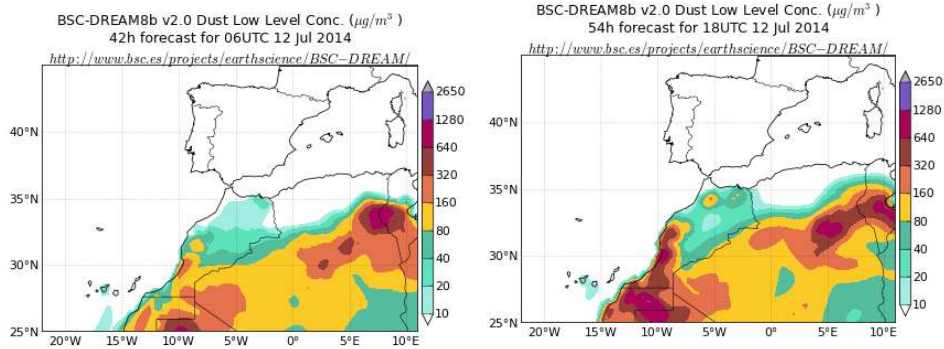 BSC-DREAM8b v2.0 Dust Low Level Conc. (μg/m³ )
42h forecast for 06UTC 12 Jul 2014
http://www.bsc.es/projects/earthscience/BSC-DREAM/
40°N
35°N
30°N
25°N
20°W
15°W
10°W
5°W
0°
5°E
10°E
2650
1280
640
320
160
80
40
20
10
BSC-DREAM8b v2.0 Dust Low Level Conc. (μg/m³ )
54h forecast for 18UTC 12 Jul 2014
http://www.bsc.es/projects/earthscience/BSC-DREAM/
40°N
35°N
30°N
25°N
20°W
15°W
10°W
5°W
0°
5°E
10°E
2650
1280
640
320
160
80
40
20
10